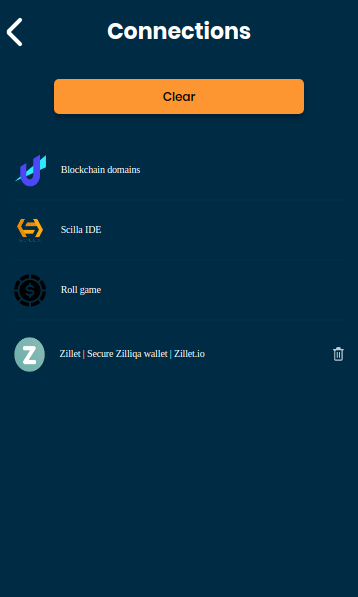 Connections
Clear
Blockchain domains
Scilla IDE
Roll game
Zillet | Secure Zilliqa wallet | Zillet.io